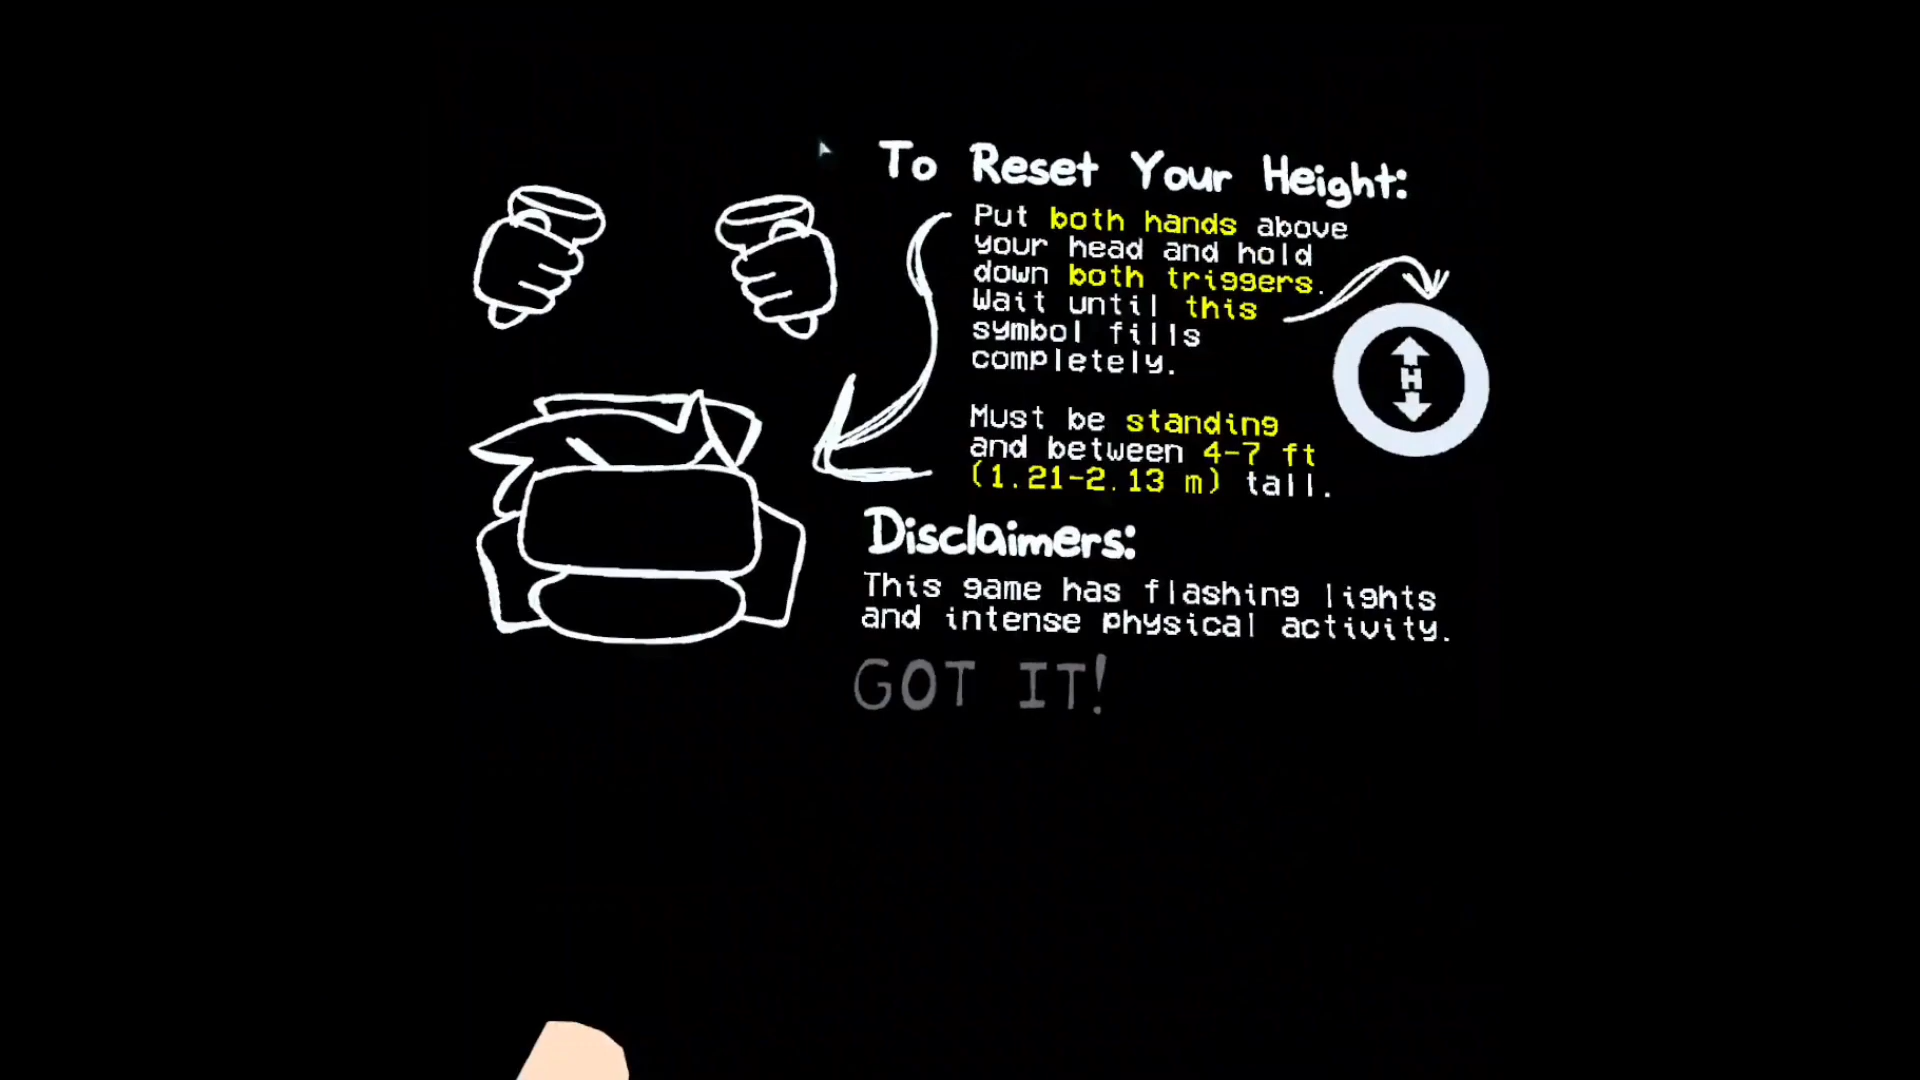 To Reset Your Height:
Put both hands above
your head and hold
down both triggers.
Wait until this
symbol fills
completely.
H
Must be standing
and between 4-7 ft
(1.21-2.13 m) tall.
Disclaimers:
This game has flashing lights
and intense physical activity.
GOT IT!